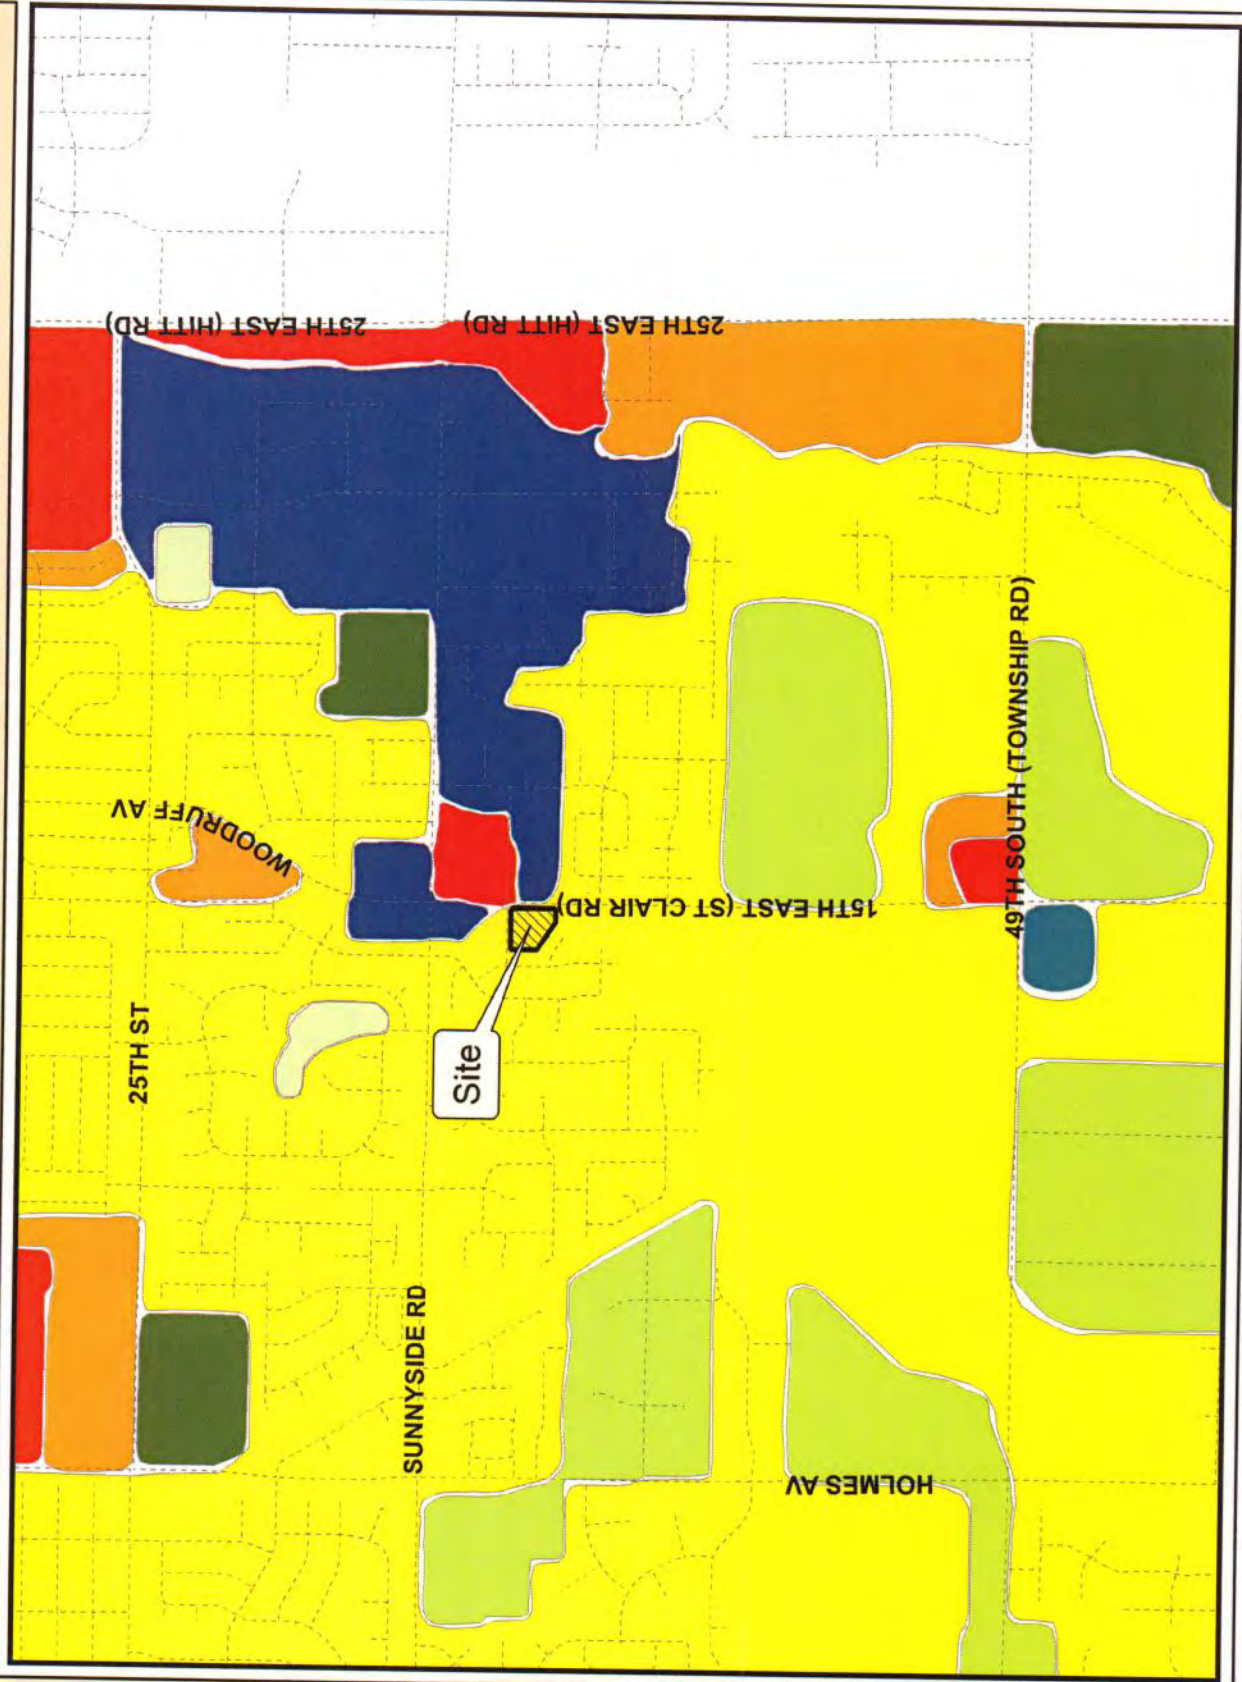 25TH EAST (HITT RD)
25TH EAST (HITT RD)
WOODRUFF AV
15TH EAST (ST CLAIR RD)
49TH SOUTH (TOWNSHIP RD)
25TH ST
Site
SUNNYSIDE RD
HOLMES AV